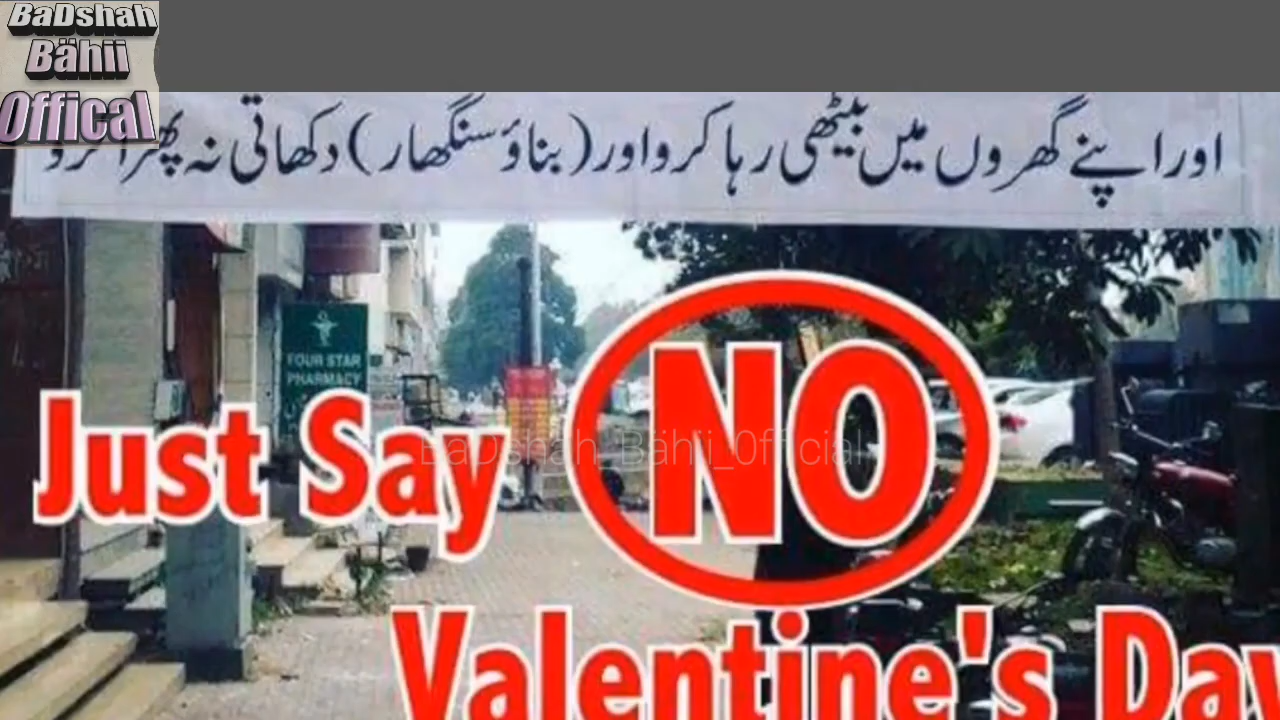 BaDshah
Bähii
Offical
اور اپنے گھروں میں بیٹھی رہا کرو اور (بناؤ سنگھار) دکھاتی نہ پھرا کرو
FOUR STAR
PHARMACY
Just Say NO
BaDshah_Bähii_0fficial
Valentine's Day